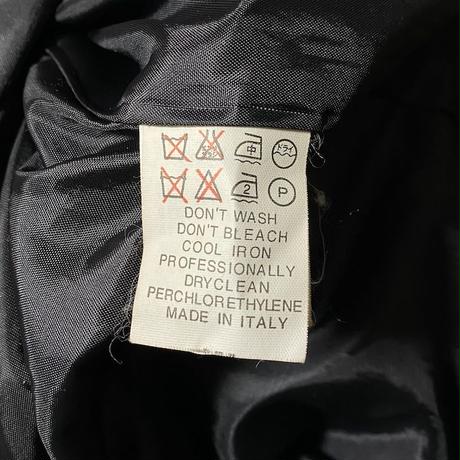 中 ドライ
2 P
DON'T WASH
DON'T BLEACH
COOL IRON
PROFESSIONALLY
DRYCLEAN
PERCHLORETHYLENE
MADE IN ITALY